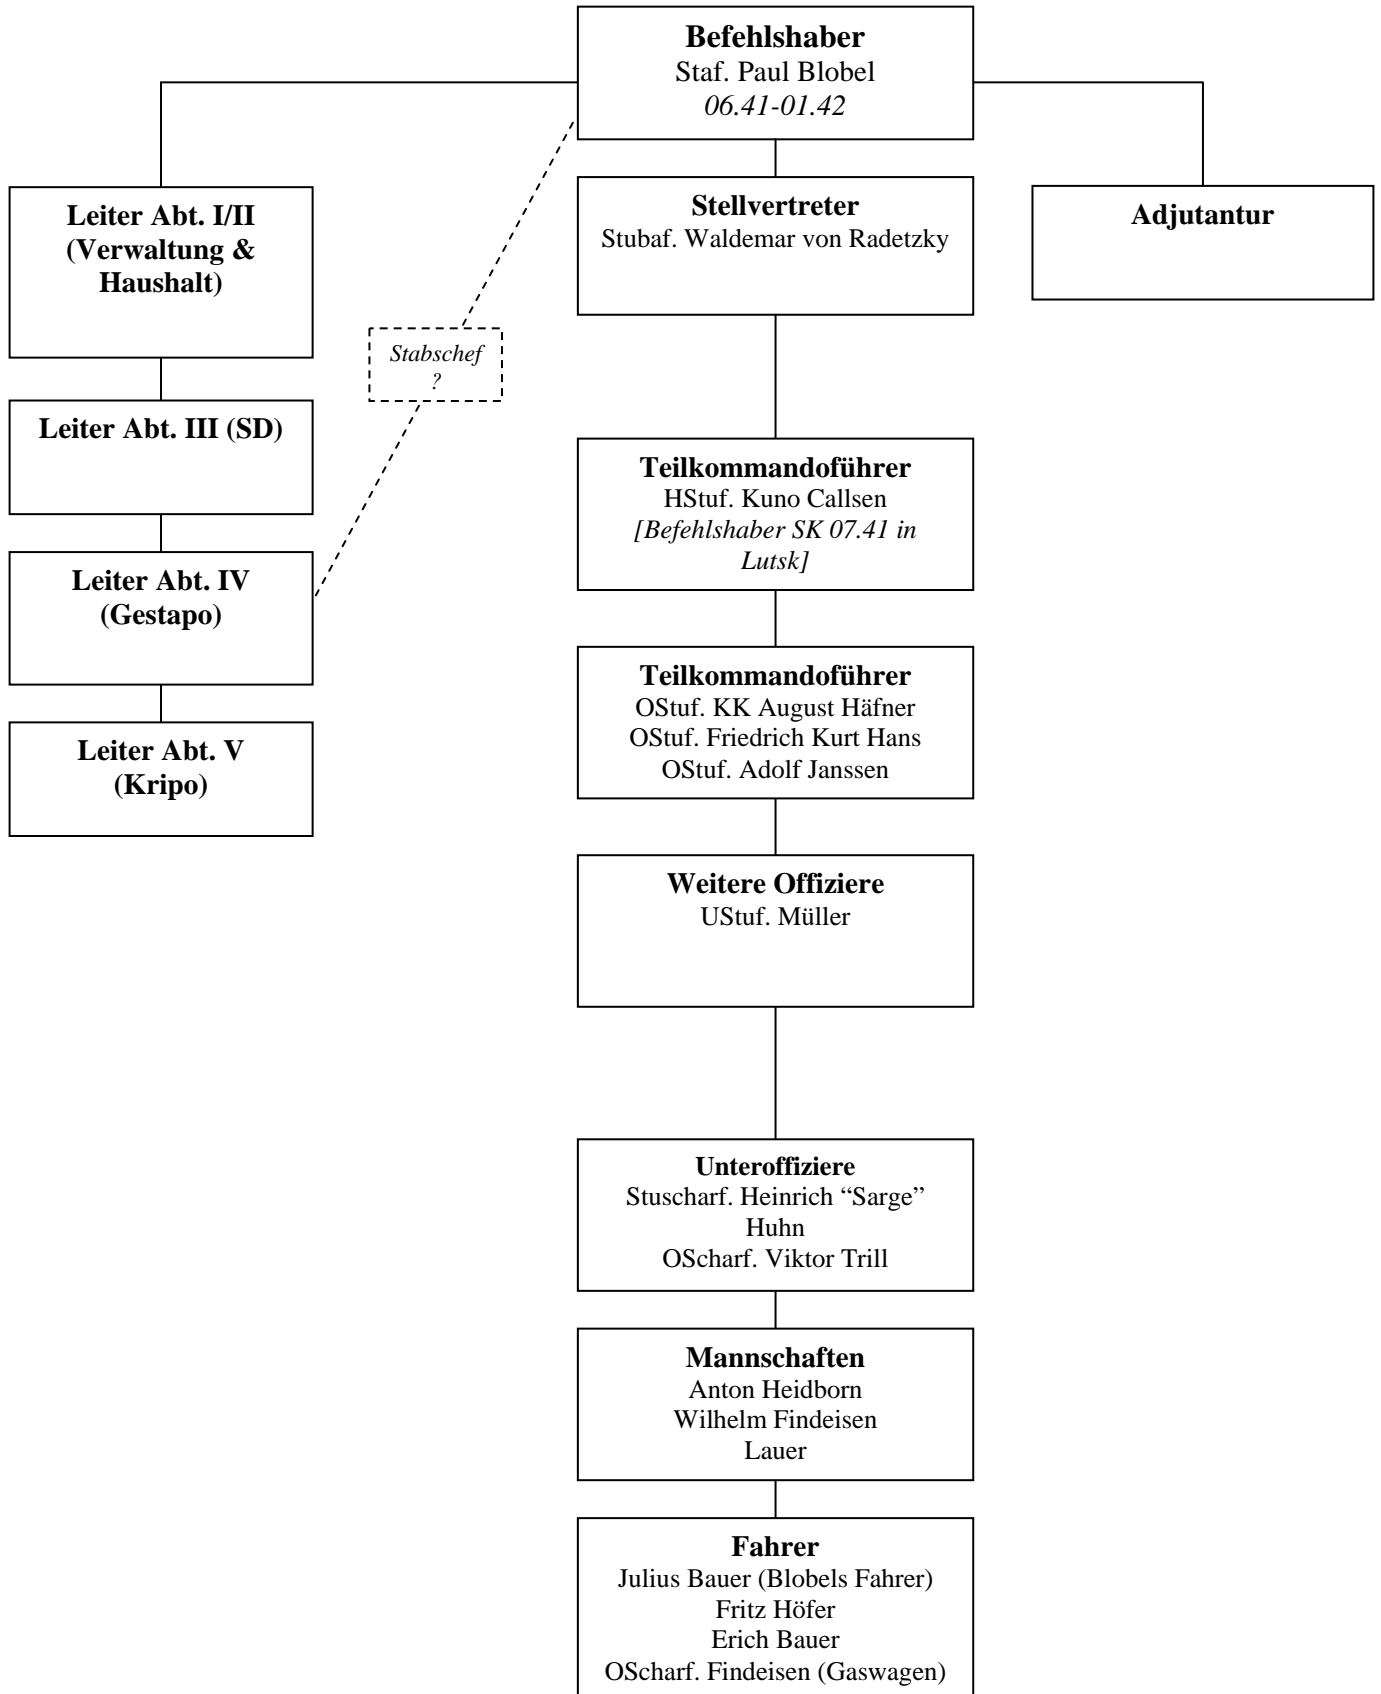 Befehlshaber
Staf. Paul Blobel
06.41-01.42
Leiter Abt. I/II
(Verwaltung &
Haushalt)
Stellvertreter
Stubaf. Waldemar von Radetzky
Adjutantur
Stabschef
?
Leiter Abt. III (SD)
Leiter Abt. IV
(Gestapo)
Leiter Abt. V
(Kripo)
Teilkommandoführer
HStuf. Kuno Callsen
[Befehlshaber SK 07.41 in
Lutsk]
Teilkommandoführer
OStuf. KK August Häfner
OStuf. Friedrich Kurt Hans
OStuf. Adolf Janssen
Weitere Offiziere
UStuf. Müller
Unteroffiziere
Stuscharf. Heinrich “Sarge”
Huhn
OScharf. Viktor Trill
Mannschaften
Anton Heidborn
Wilhelm Findeisen
Lauer
Fahrer
Julius Bauer (Blobels Fahrer)
Fritz Höfer
Erich Bauer
OScharf. Findeisen (Gaswagen)